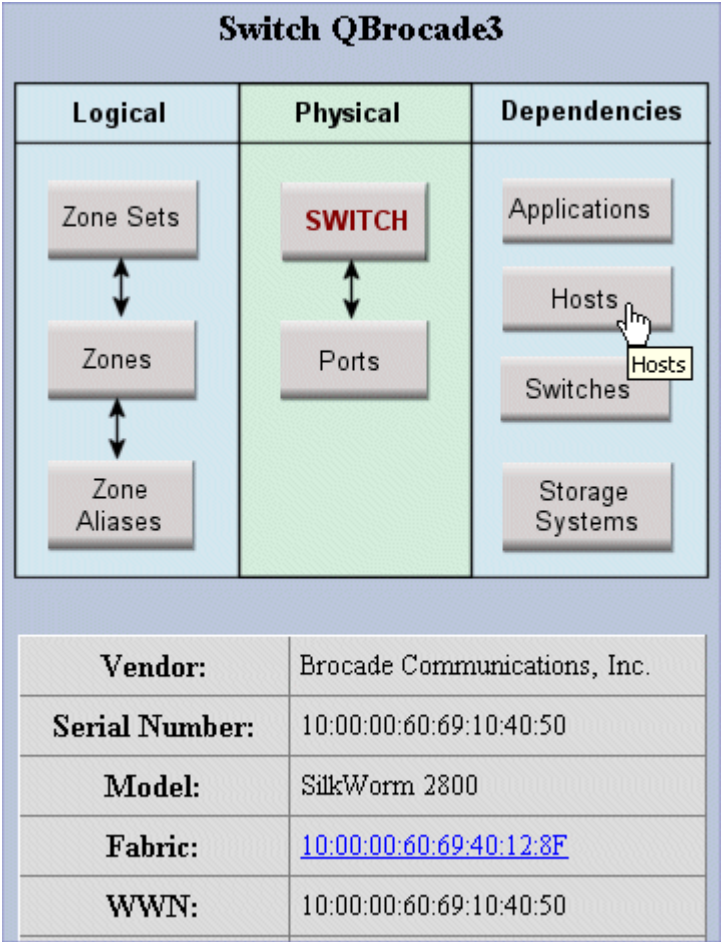 Switch QBrocade3
Logical
Physical
Dependencies
Zone Sets
Zones
Zone
Aliases
SWITCH
Ports
Applications
Hosts
Hosts
Switches
Storage
Systems
Vendor: Brocade Communications, Inc.
Serial Number: 10:00:00:60:69:10:40:50
Model: SilkWorm 2800
Fabric: 10:00:00:60:69:40:12:8F
WWN: 10:00:00:60:69:10:40:50